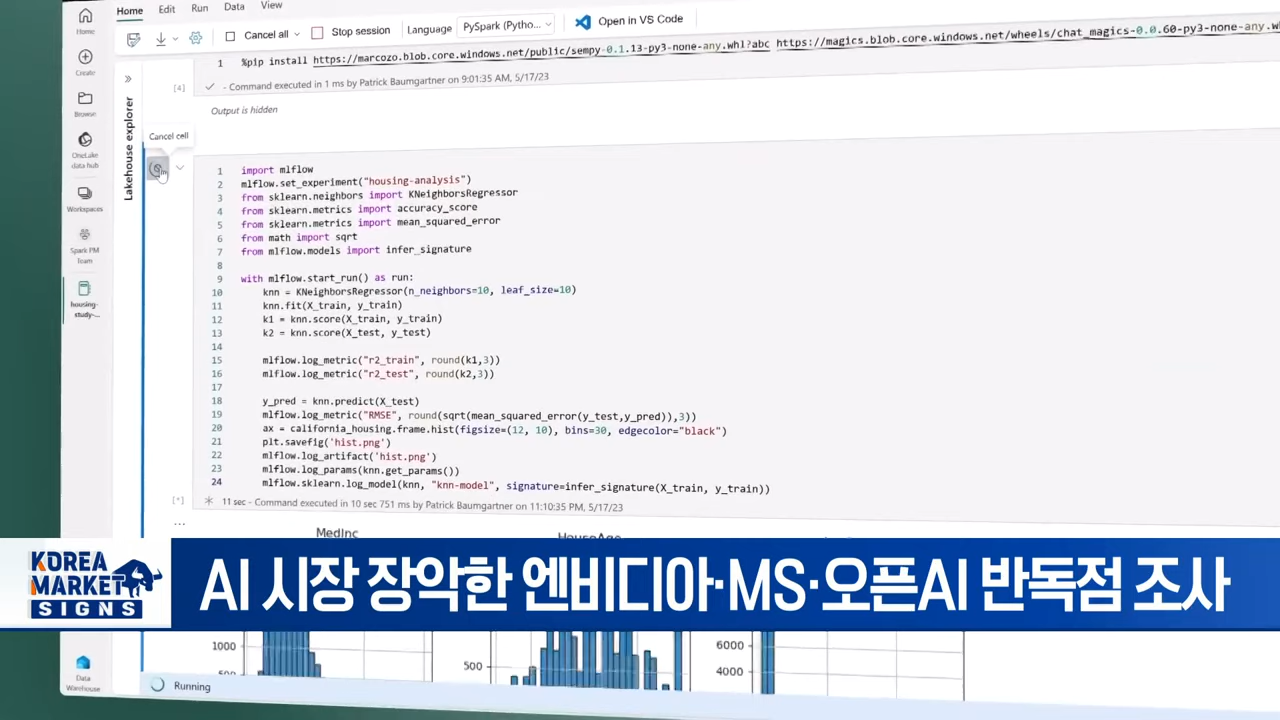 Home Edit Run Data View
Home
Cancel all
Stop session
Language PySpark (Pytho...
Open in VS Code
Create
1 %pip install https://marcozo.blob.core.windows.net/public/sempy-0.1.13-py3-none-any.whl?abc https://magics.blob.core.windows.net/wheels/chat_magics-0.0.60-py3-none-any.w
[4]
- Command executed in 1 ms by Patrick Baumgartner on 9:01:35 AM, 5/17/23
Output is hidden
Browse
Lakehouse explorer
Cancel cell
OneLake data hub
Workspaces
Spark PM Team
housing-study-...
1 import mlflow
2 mlflow.set_experiment("housing-analysis")
3 from sklearn.neighbors import KNeighborsRegressor
4 from sklearn.metrics import accuracy_score
5 from sklearn.metrics import mean_squared_error
6 from math import sqrt
7 from mlflow.models import infer_signature
8
9 with mlflow.start_run() as run:
10 knn = KNeighborsRegressor(n_neighbors=10, leaf_size=10)
11 knn.fit(X_train, y_train)
12 k1 = knn.score(X_train, y_train)
13 k2 = knn.score(X_test, y_test)
14
15 mlflow.log_metric("r2_train", round(k1,3))
16 mlflow.log_metric("r2_test", round(k2,3))
17
18 y_pred = knn.predict(X_test)
19 mlflow.log_metric("RMSE", round(sqrt(mean_squared_error(y_test,y_pred)),3))
20 ax = california_housing.frame.hist(figsize=(12, 10), bins=30, edgecolor="black")
21 plt.savefig('hist.png')
22 mlflow.log_artifact('hist.png')
23 mlflow.log_params(knn.get_params())
24 mlflow.sklearn.log_model(knn, "knn-model", signature=infer_signature(X_train, y_train))
[*]
11 sec - Command executed in 10 sec 751 ms by Patrick Baumgartner on 11:10:35 PM, 5/17/23
...
MedInc
KOREA
MARKET
SIGNS
AI 시장 장악한 엔비디아·MS·오픈AI 반독점 조사
1000
500
6000
4000
Data Warehouse
Running